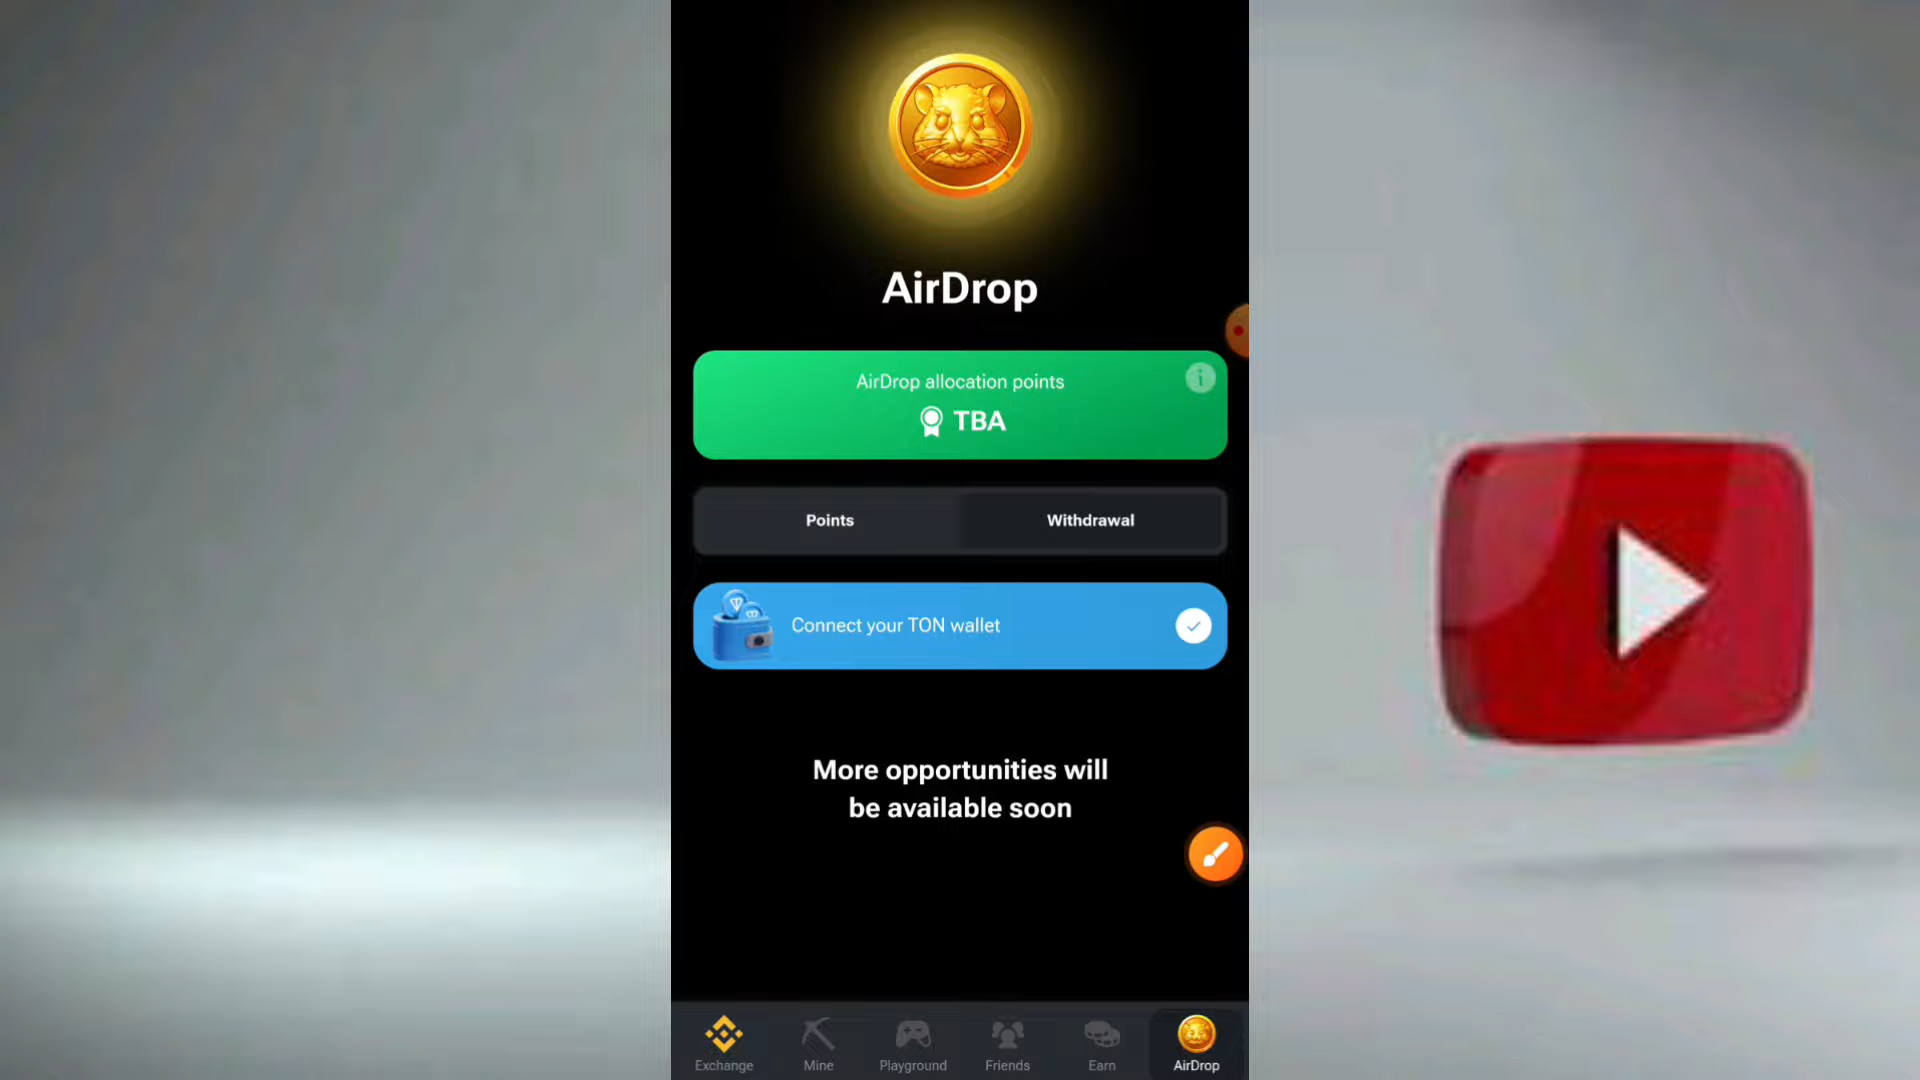 AirDrop
AirDrop allocation points
TBA
Points
Withdrawal
Connect your TON wallet
More opportunities will
be available soon
Exchange
Mine
Playground
Friends
Earn
AirDrop